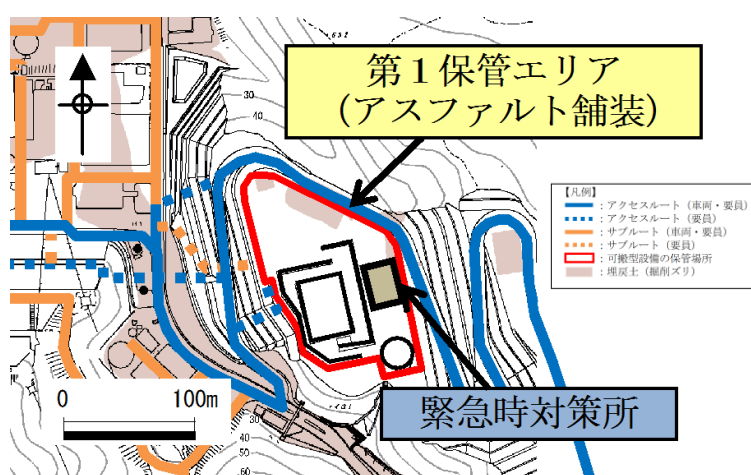 第1保管エリア
(アスファルト舗装)
30
40
【凡例】
：アクセスルート（車両・要員）
：アクセスルート（要員）
：サブルート（車両・要員）
：サブルート（要員）
：可搬型設備の保管場所
：埋戻土（掘削ズリ）
0 100m
緊急時対策所
30
40
50
60